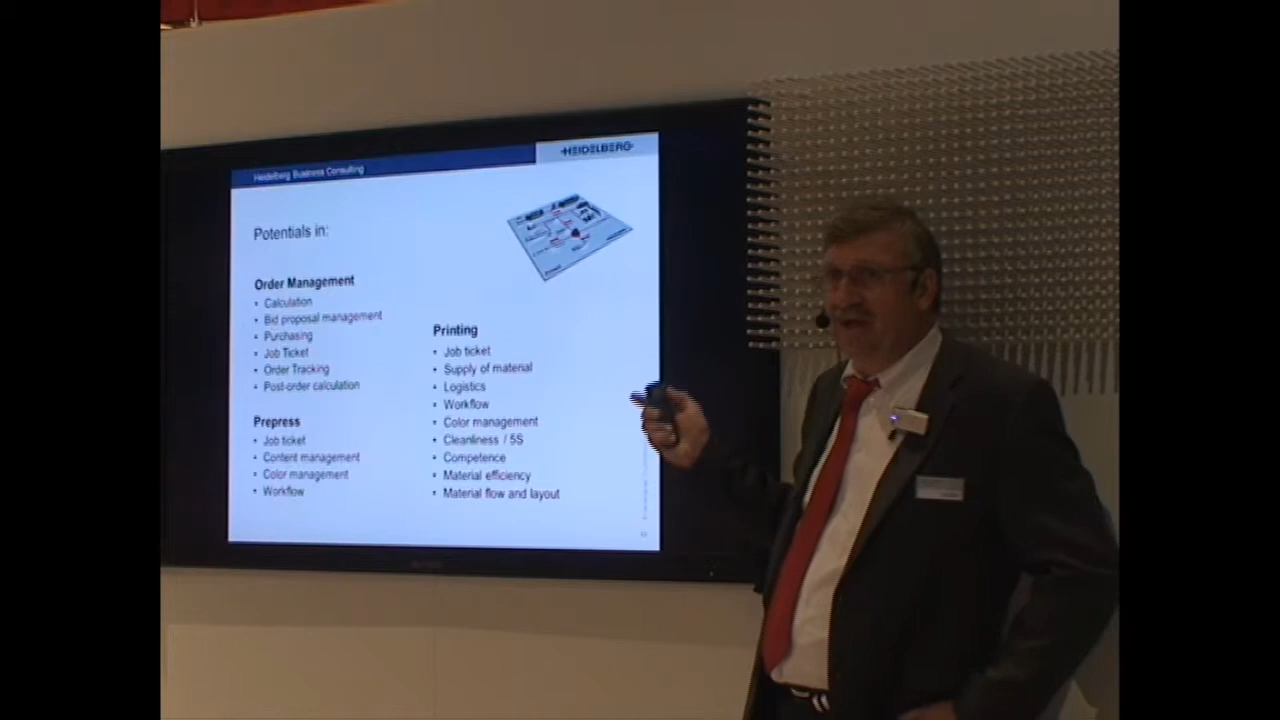 HEIDELBERG
Heidelberg Business Consulting
Potentials in:
Order Management
• Calculation
• Bid proposal management
• Purchasing
• Job Ticket
• Order Tracking
• Post-order calculation
Prepress
• Job ticket
• Content management
• Color management
• Workflow
Printing
• Job ticket
• Supply of material
• Logistics
• Workflow
• Color management
• Cleanliness / 5S
• Competence
• Material efficiency
• Material flow and layout